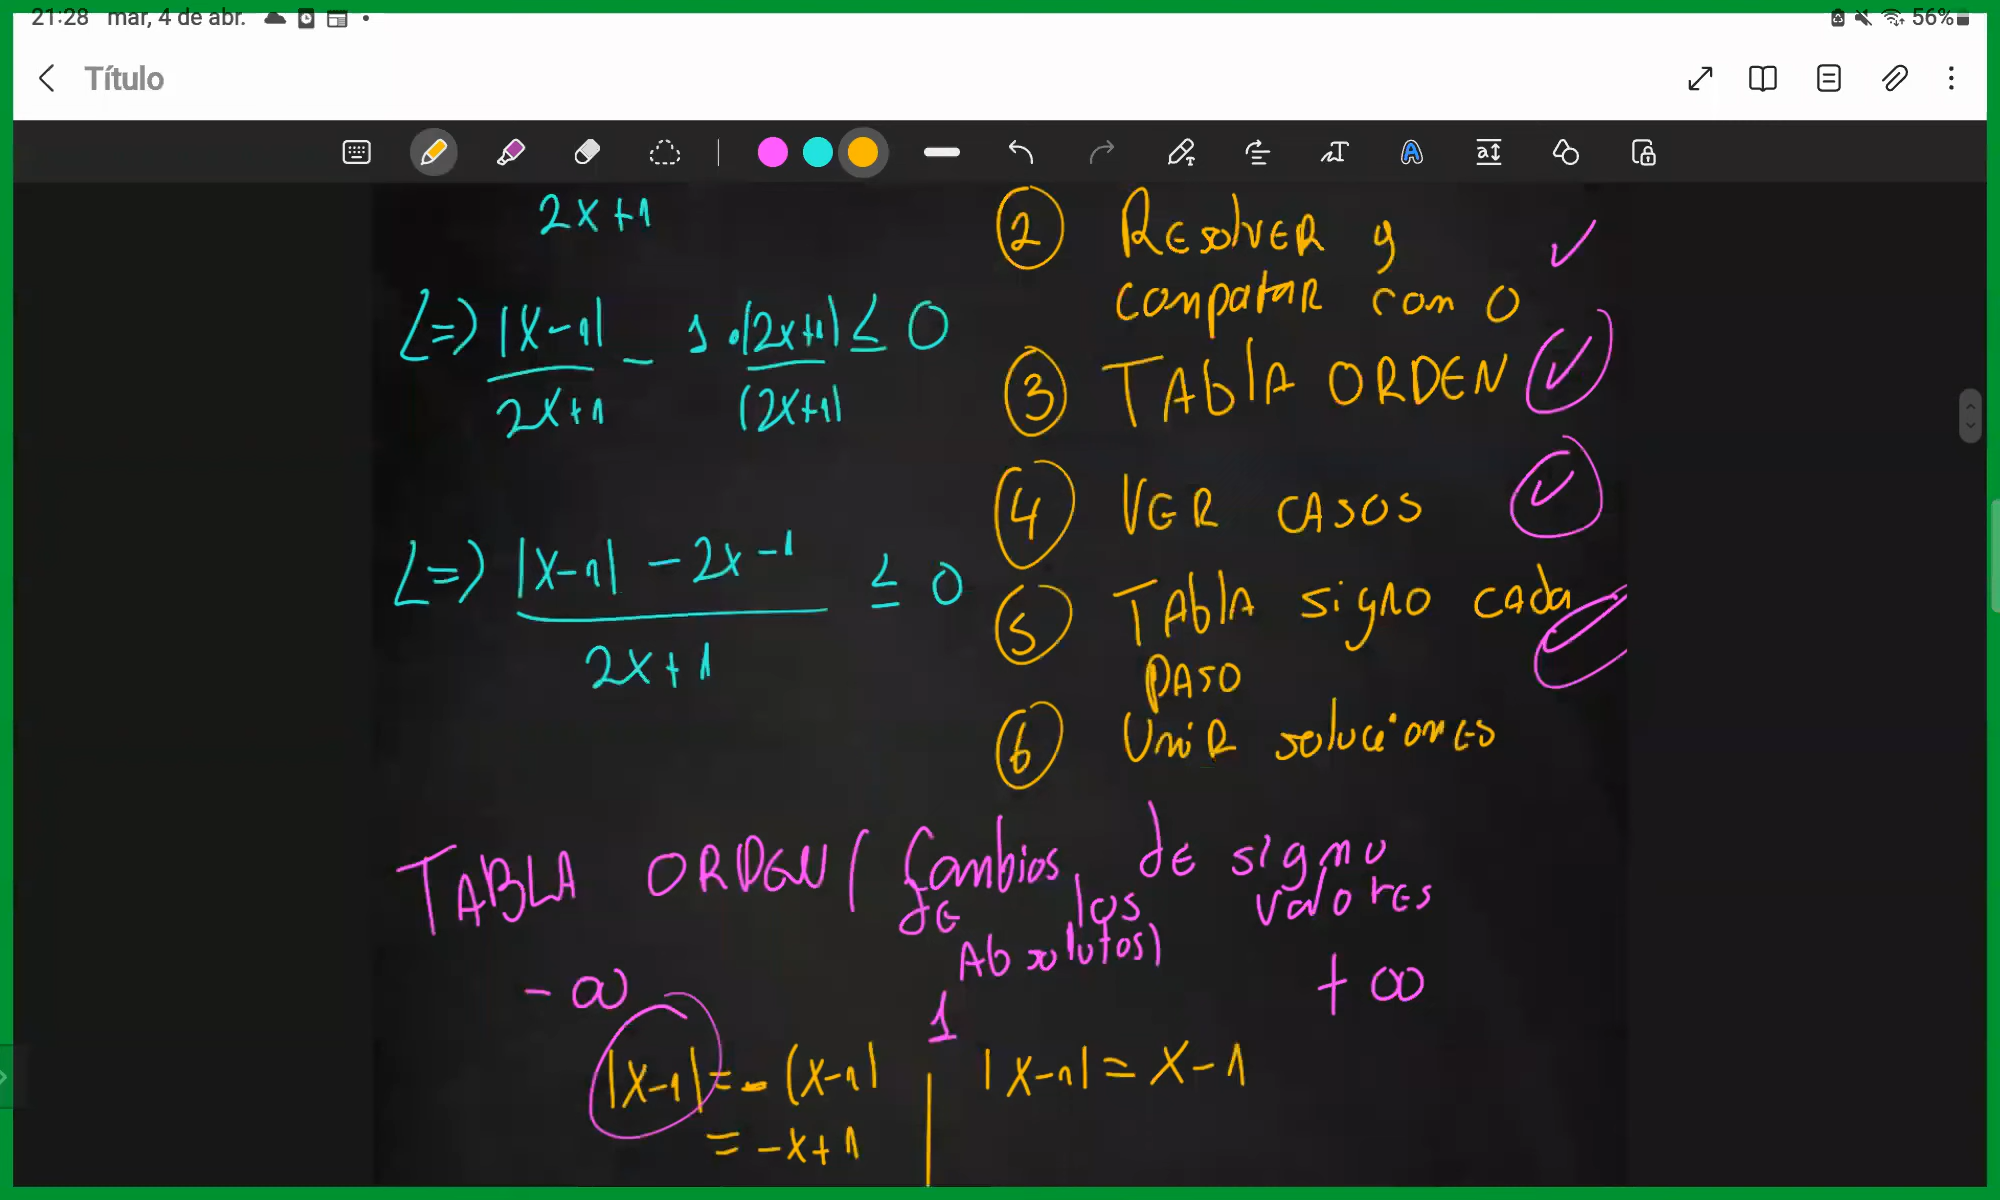 21:28 mar, 4 de abr.
56%
Título
2x+1
② Resolver y
compatar con 0
<=> |x-1|/2x+1 - 1.(2x+1)/(2x+1) ≤ 0
③ TABLA ORDEN
④ VER CASOS
<=> |x-1| -2x -1 / 2x+1 ≤ 0
⑤ TABLA signo cada
PASO
⑥ Unir soluciones
TABLA ORDEN (Cambios de signo
de los valores
Absolutos)
-∞ 1 +∞
|x-1| = -(x-1) |x-1| = x-1
= -x+1